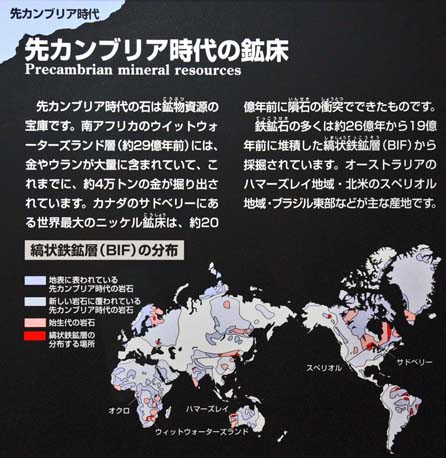 先カンブリア時代
先カンブリア時代の鉱床
Precambrian mineral resources
先カンブリア時代の石は鉱物資源の
宝庫です。南アフリカのウイットウォ
ーターズランド層(約29億年前)には、
金やウランが大量に含まれていて、こ
れまでに、約4万トンの金が掘り出さ
れています。カナダのサドベリーにあ
る世界最大のニッケル鉱床は、約20
億年前に隕石の衝突でできたものです。
鉄鉱石の多くは約26億年から19億
年前に堆積した縞状鉄鉱層(BIF)から
採掘されています。オーストラリアの
ハマーズレイ地域・北米のスペリオル
地域・ブラジル東部などが主な産地です。
縞状鉄鉱層(BIF)の分布
地表に表われている
先カンブリア時代の岩石
新しい岩石に覆われている
先カンブリア時代の岩石
始生代の岩石
縞状鉄鉱層の
分布する場所
オクロ
ハマーズレイ
ウィットウォーターズランド
スペリオル
サドベリー